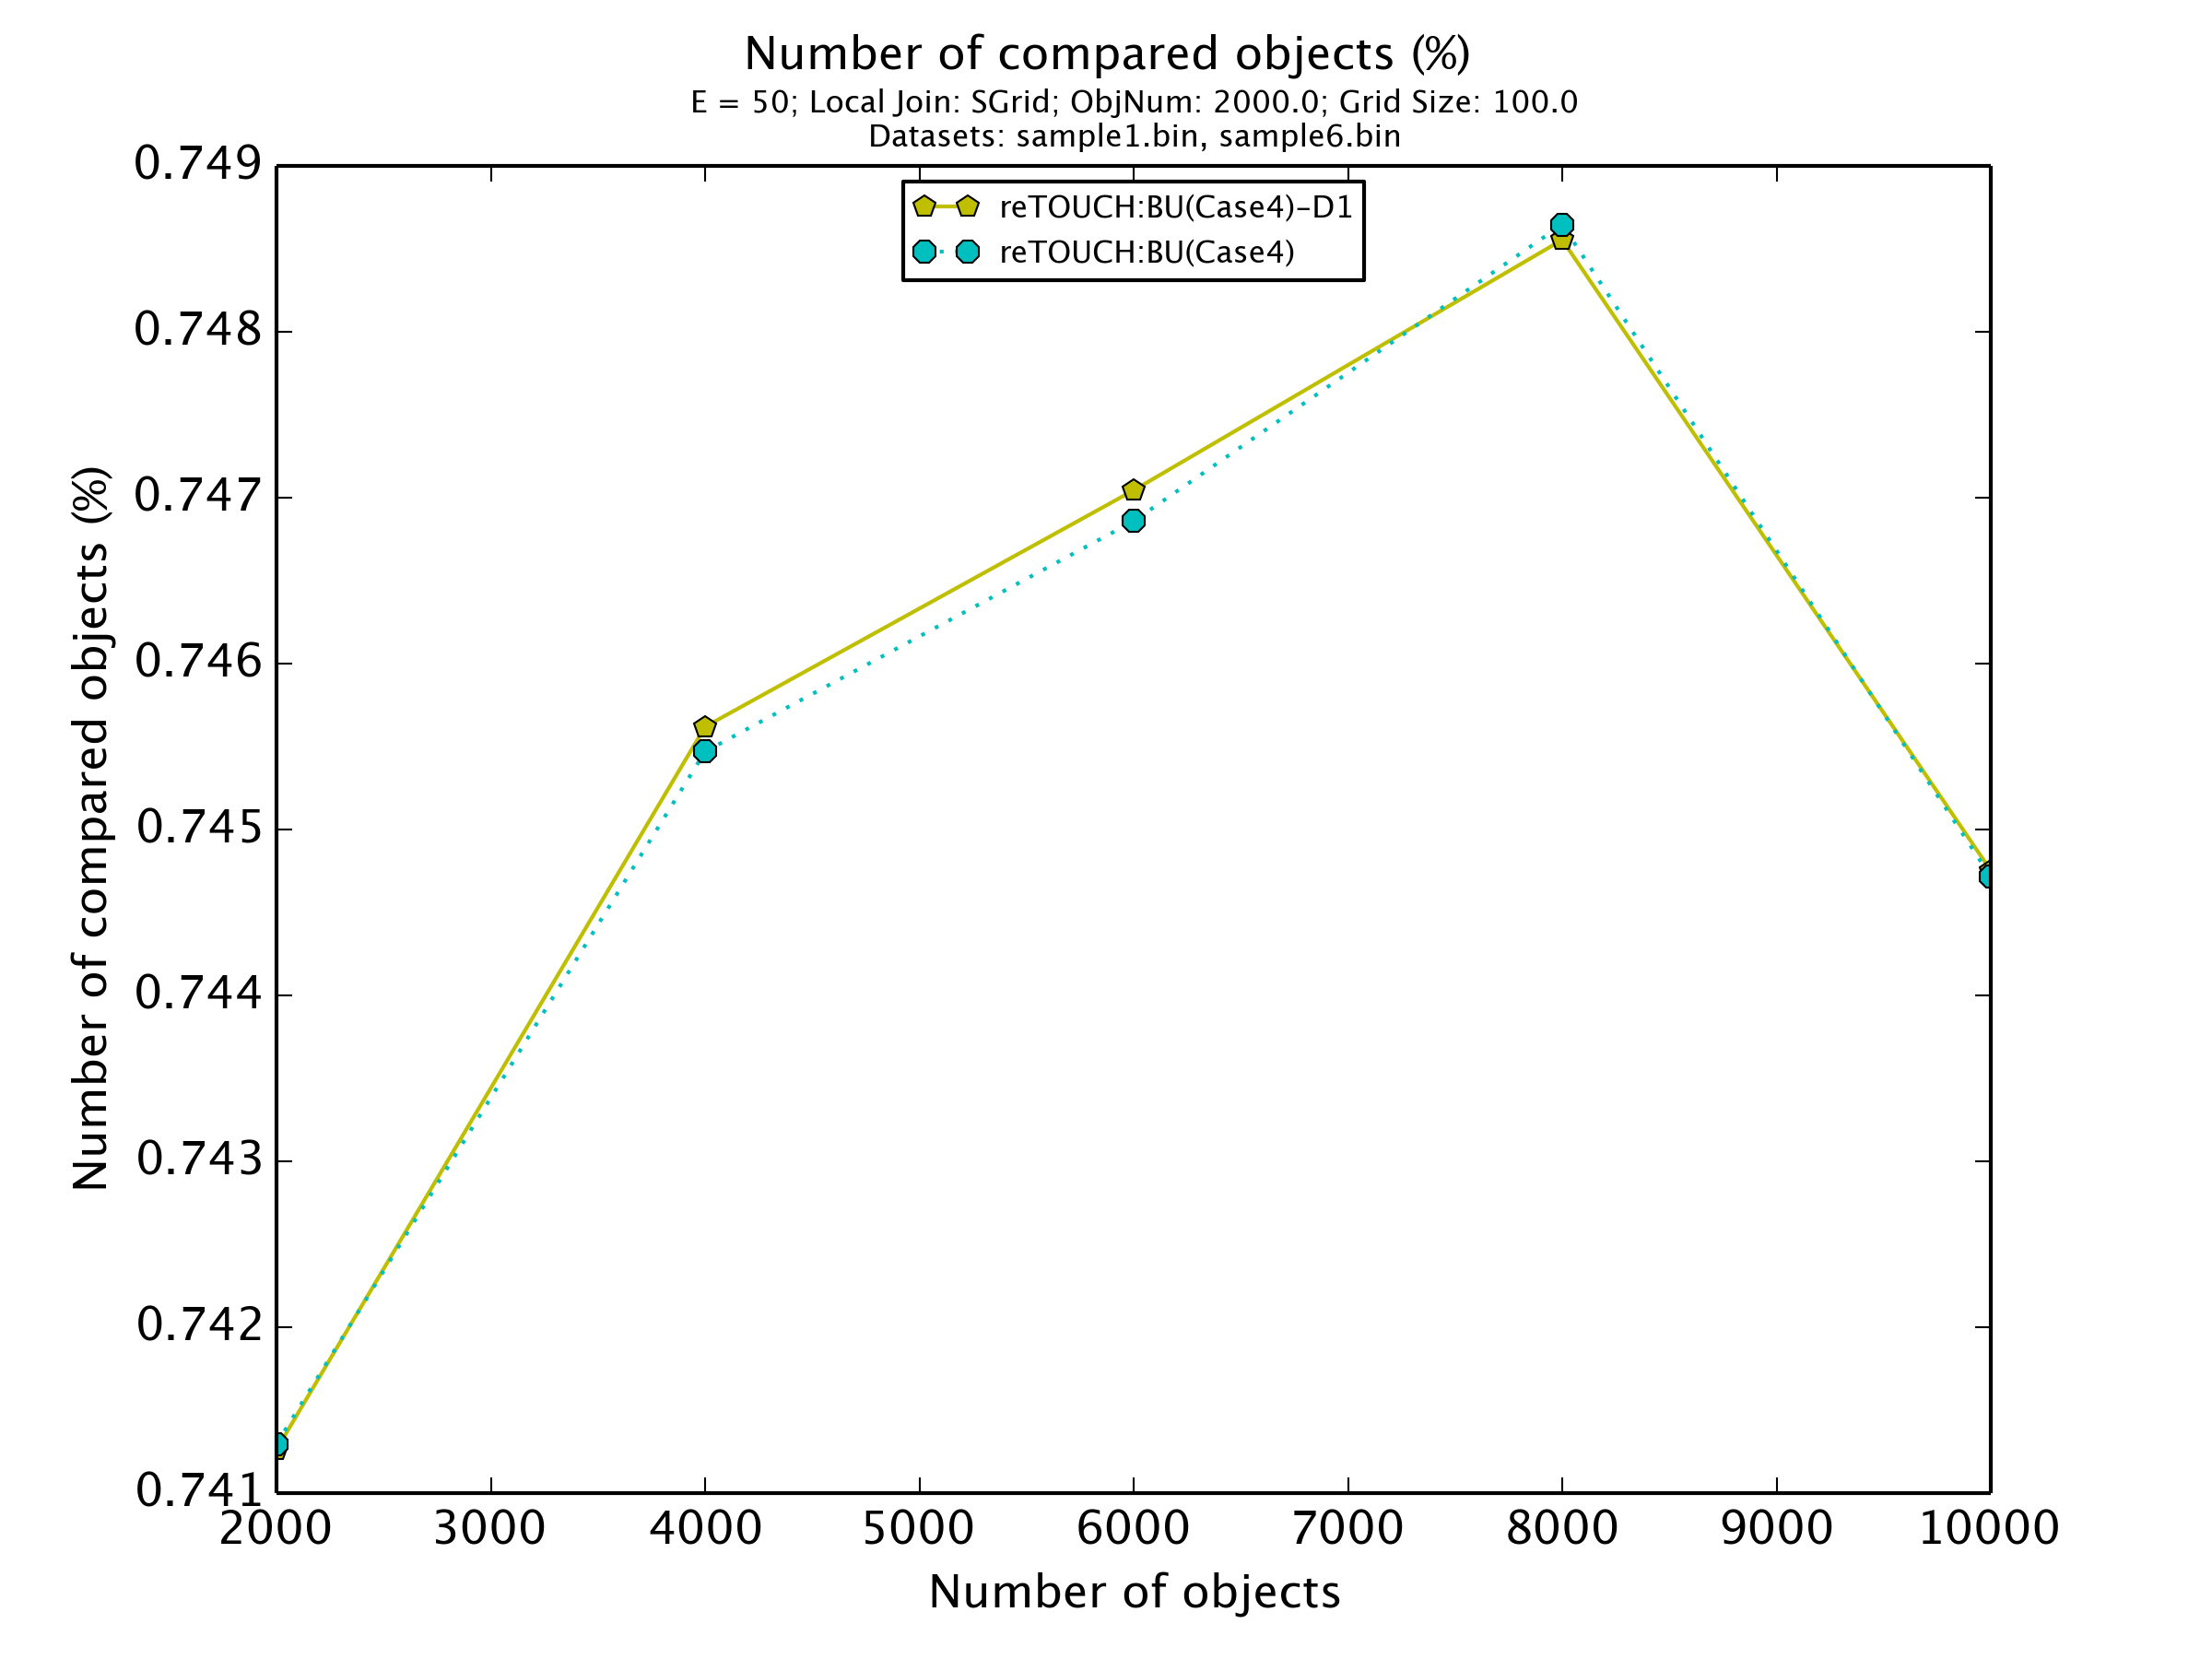 Number of compared objects (%)
E = 50; Local Join: SGrid; ObjNum: 2000.0; Grid Size: 100.0
Datasets: sample1.bin, sample6.bin
reTOUCH:BU(Case4)-D1
reTOUCH:BU(Case4)
Number of compared objects (%)
0.749
0.748
0.747
0.746
0.745
0.744
0.743
0.742
0.741
2000 3000 4000 5000 6000 7000 8000 9000 10000
Number of objects